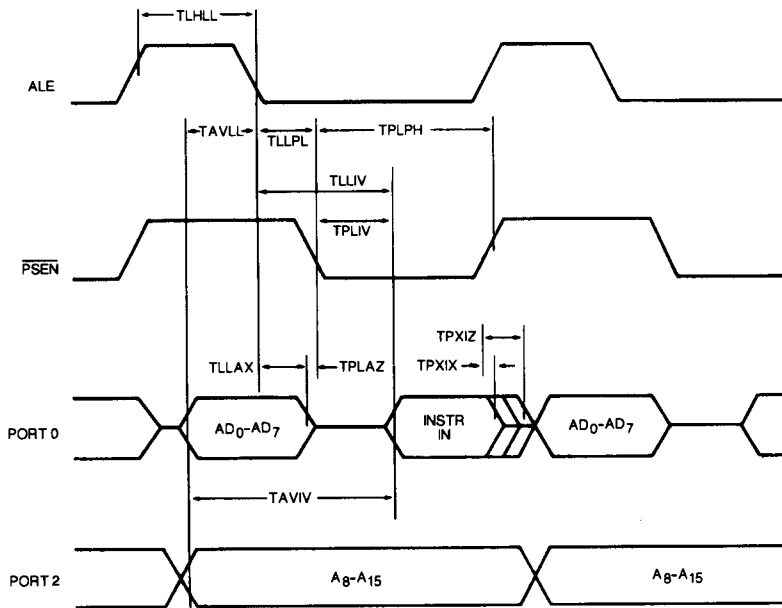 TLHLL
ALE
TAVLL
TLLPL
TPLPH
TLLIV
TPLIV
PSEN
TPXIZ
TLLAX
TPLAZ
TPXIX
PORT 0
AD0-AD7
INSTR
IN
AD0-AD7
TAVIV
PORT 2
A8-A15
A8-A15